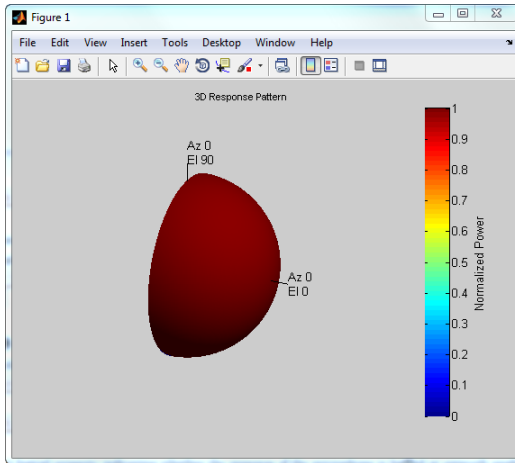 Figure 1
File Edit View Insert Tools Desktop Window Help
3D Response Pattern
Az 0
El 90
Az 0
El 0
1
0.9
0.8
0.7
0.6
0.5
0.4
0.3
0.2
0.1
0
Normalized Power